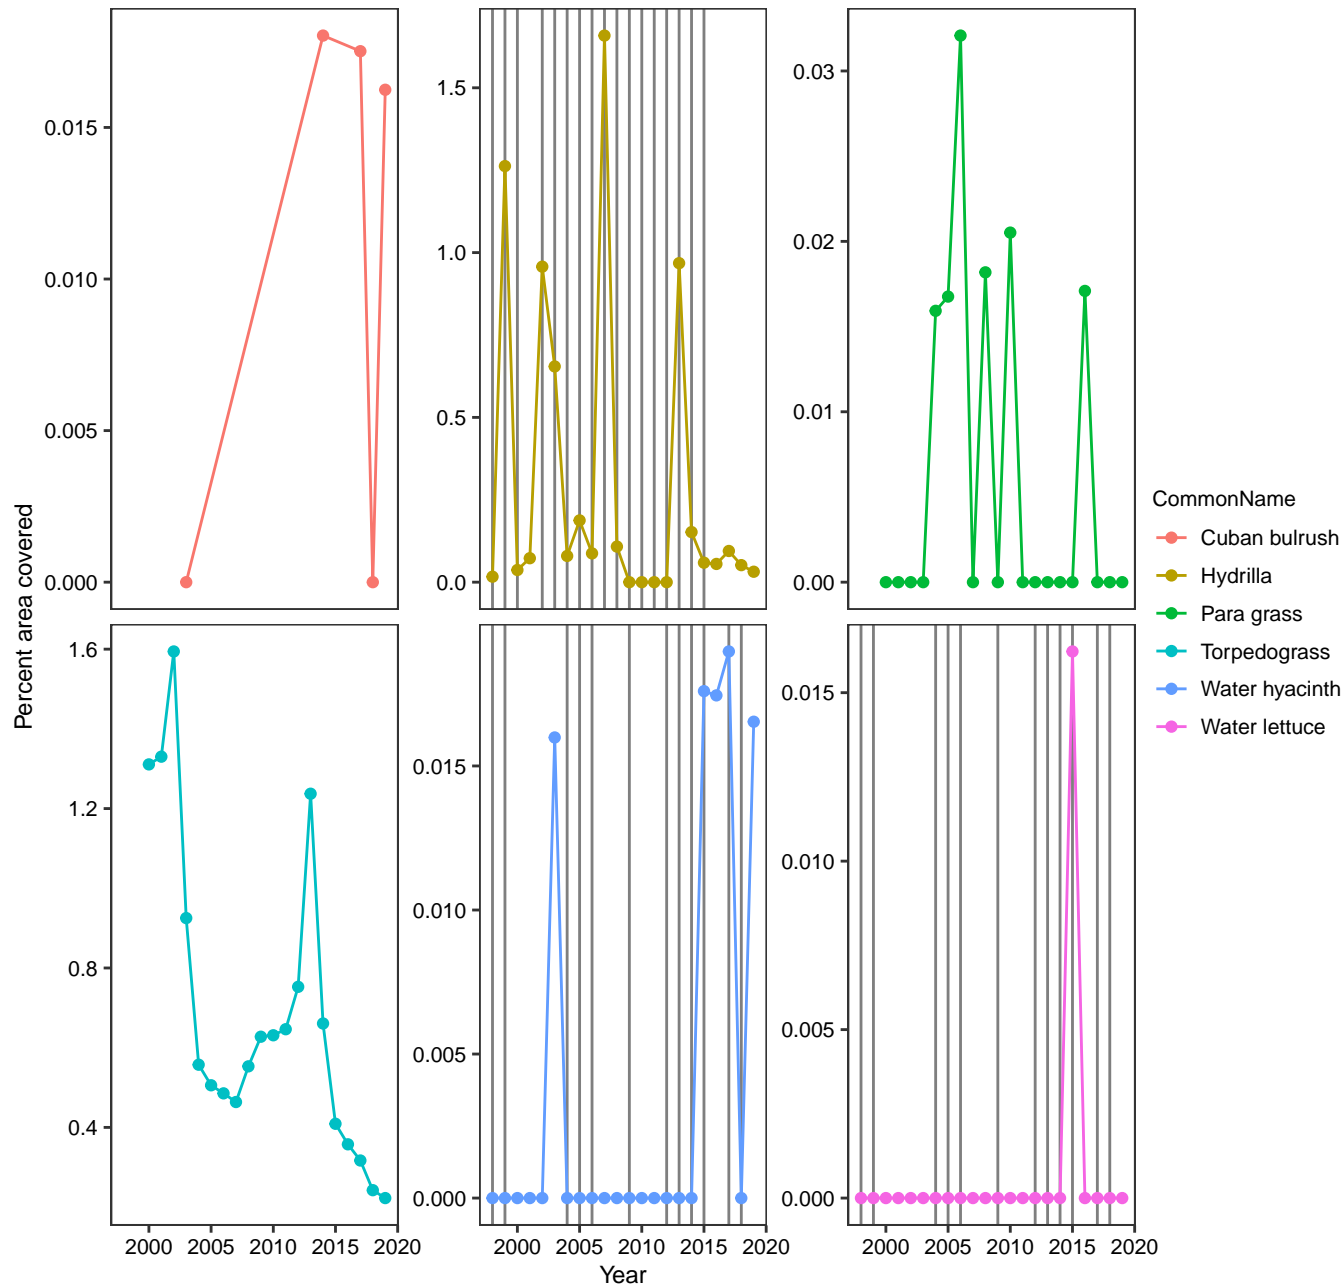 Percent area covered
0.015
0.010
0.005
0.000
1.5
1.0
0.5
0.0
0.03
0.02
0.01
0.00
1.6
1.2
0.8
0.4
0.015
0.010
0.005
0.000
0.015
0.010
0.005
0.000
2000 2005 2010 2015 2020
2000 2005 2010 2015 2020
2000 2005 2010 2015 2020
Year
CommonName
Cuban bulrush
Hydrilla
Para grass
Torpedograss
Water hyacinth
Water lettuce